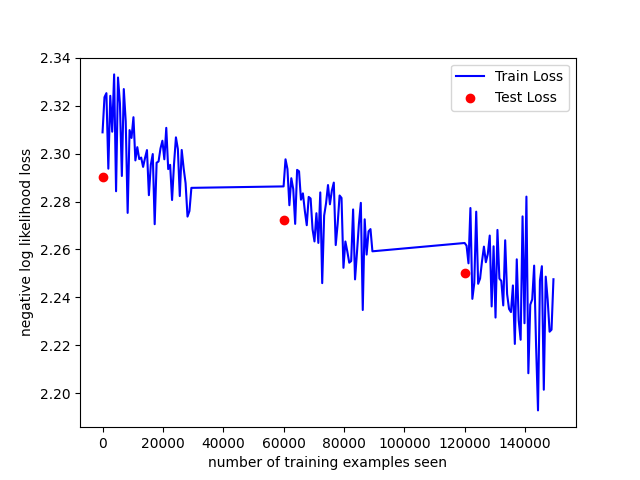 2.34
2.32
2.30
2.28
2.26
2.24
2.22
2.20
negative log likelihood loss
Train Loss
Test Loss
0 20000 40000 60000 80000 100000 120000 140000
number of training examples seen